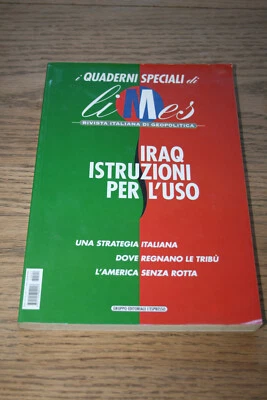 i QUADERNI SPECIALI di
liMes
RIVISTA ITALIANA DI GEOPOLITICA
IRAQ
ISTRUZIONI
PER L'USO
UNA STRATEGIA ITALIANA
DOVE REGNANO LE TRIBÙ
L'AMERICA SENZA ROTTA
GRUPPO EDITORIALE L'ESPRESSO